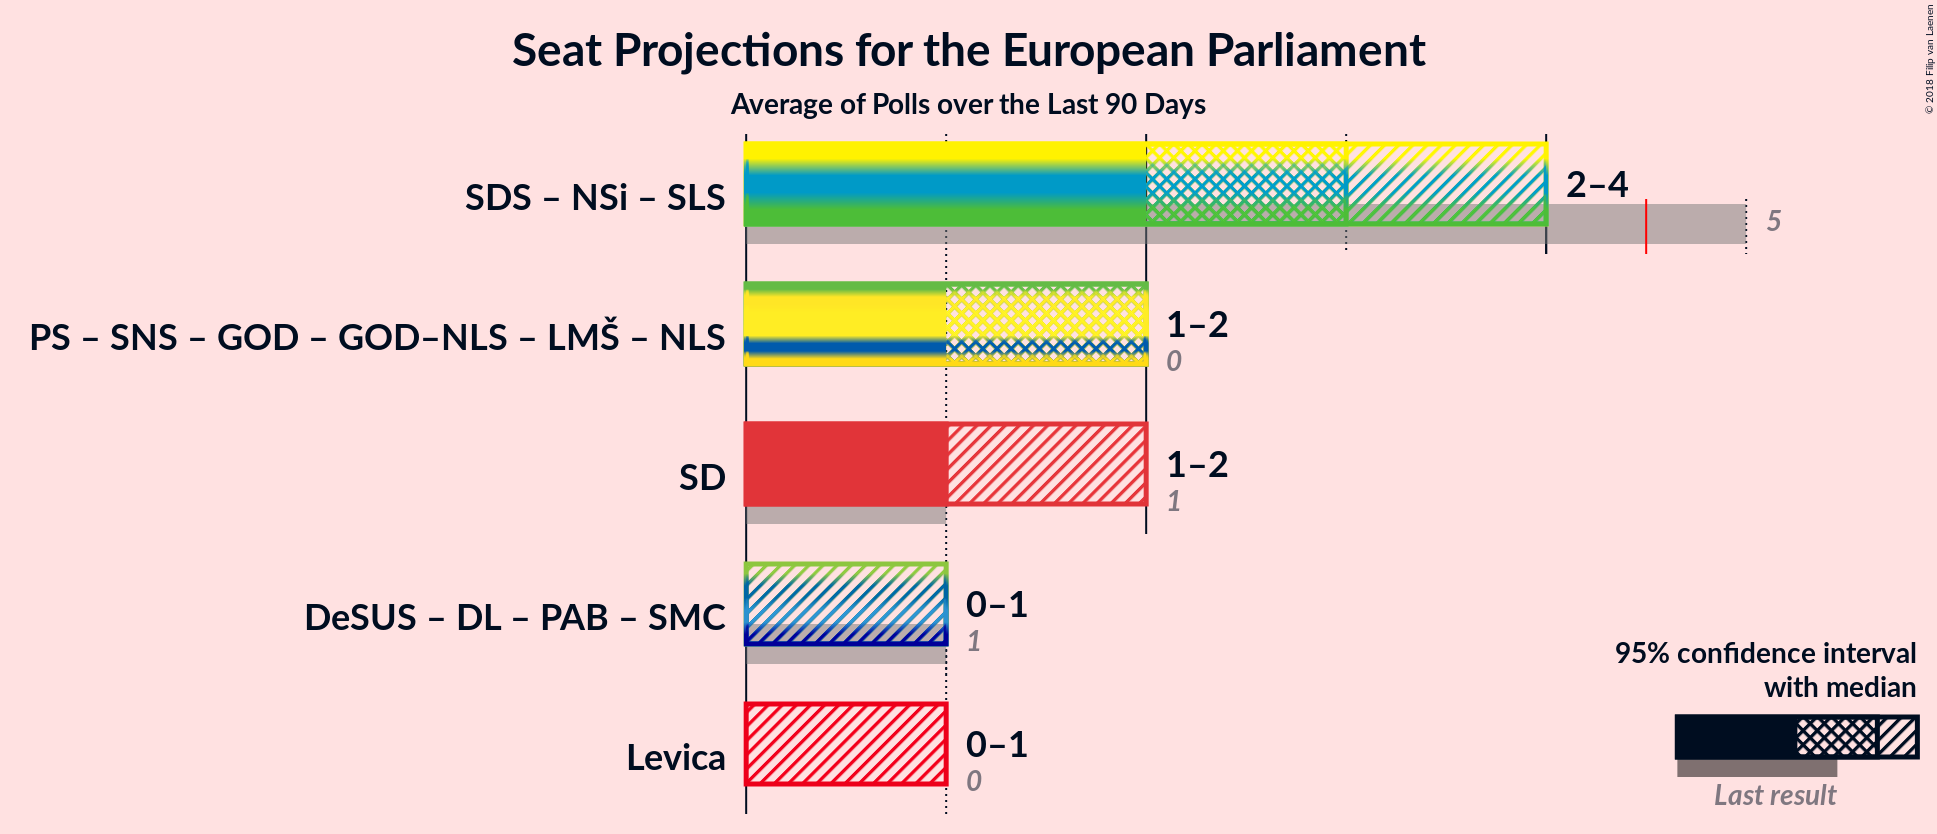 Seat Projections for the European Parliament
Average of Polls over the Last 90 Days
© 2018 Filip van Laenen
SDS – NSi – SLS
2–4
5
PS – SNS – GOD – GOD–NLS – LMŠ – NLS
1–2
0
SD
1–2
1
DeSUS – DL – PAB – SMC
0–1
1
Levica
0–1
0
95% confidence interval
with median
Last result